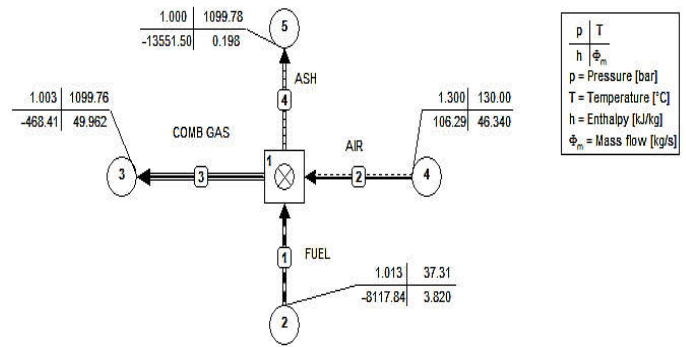 1.000 1099.78
-13551.50 0.198
5
p T
h Φm
p = Pressure [bar]
T = Temperature [°C]
h = Enthalpy [kJ/kg]
Φm = Mass flow [kg/s]
ASH
4
1.003 1099.76
-468.41 49.962
1.300 130.00
106.29 46.340
COMB GAS
AIR
1
3
3
2
4
1
FUEL
1.013 37.31
-8117.84 3.820
2